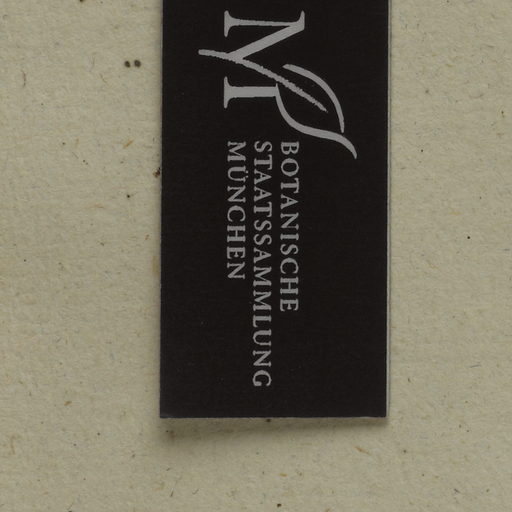 M
BOTANISCHE
STAATSSAMMLUNG
MÜNCHEN